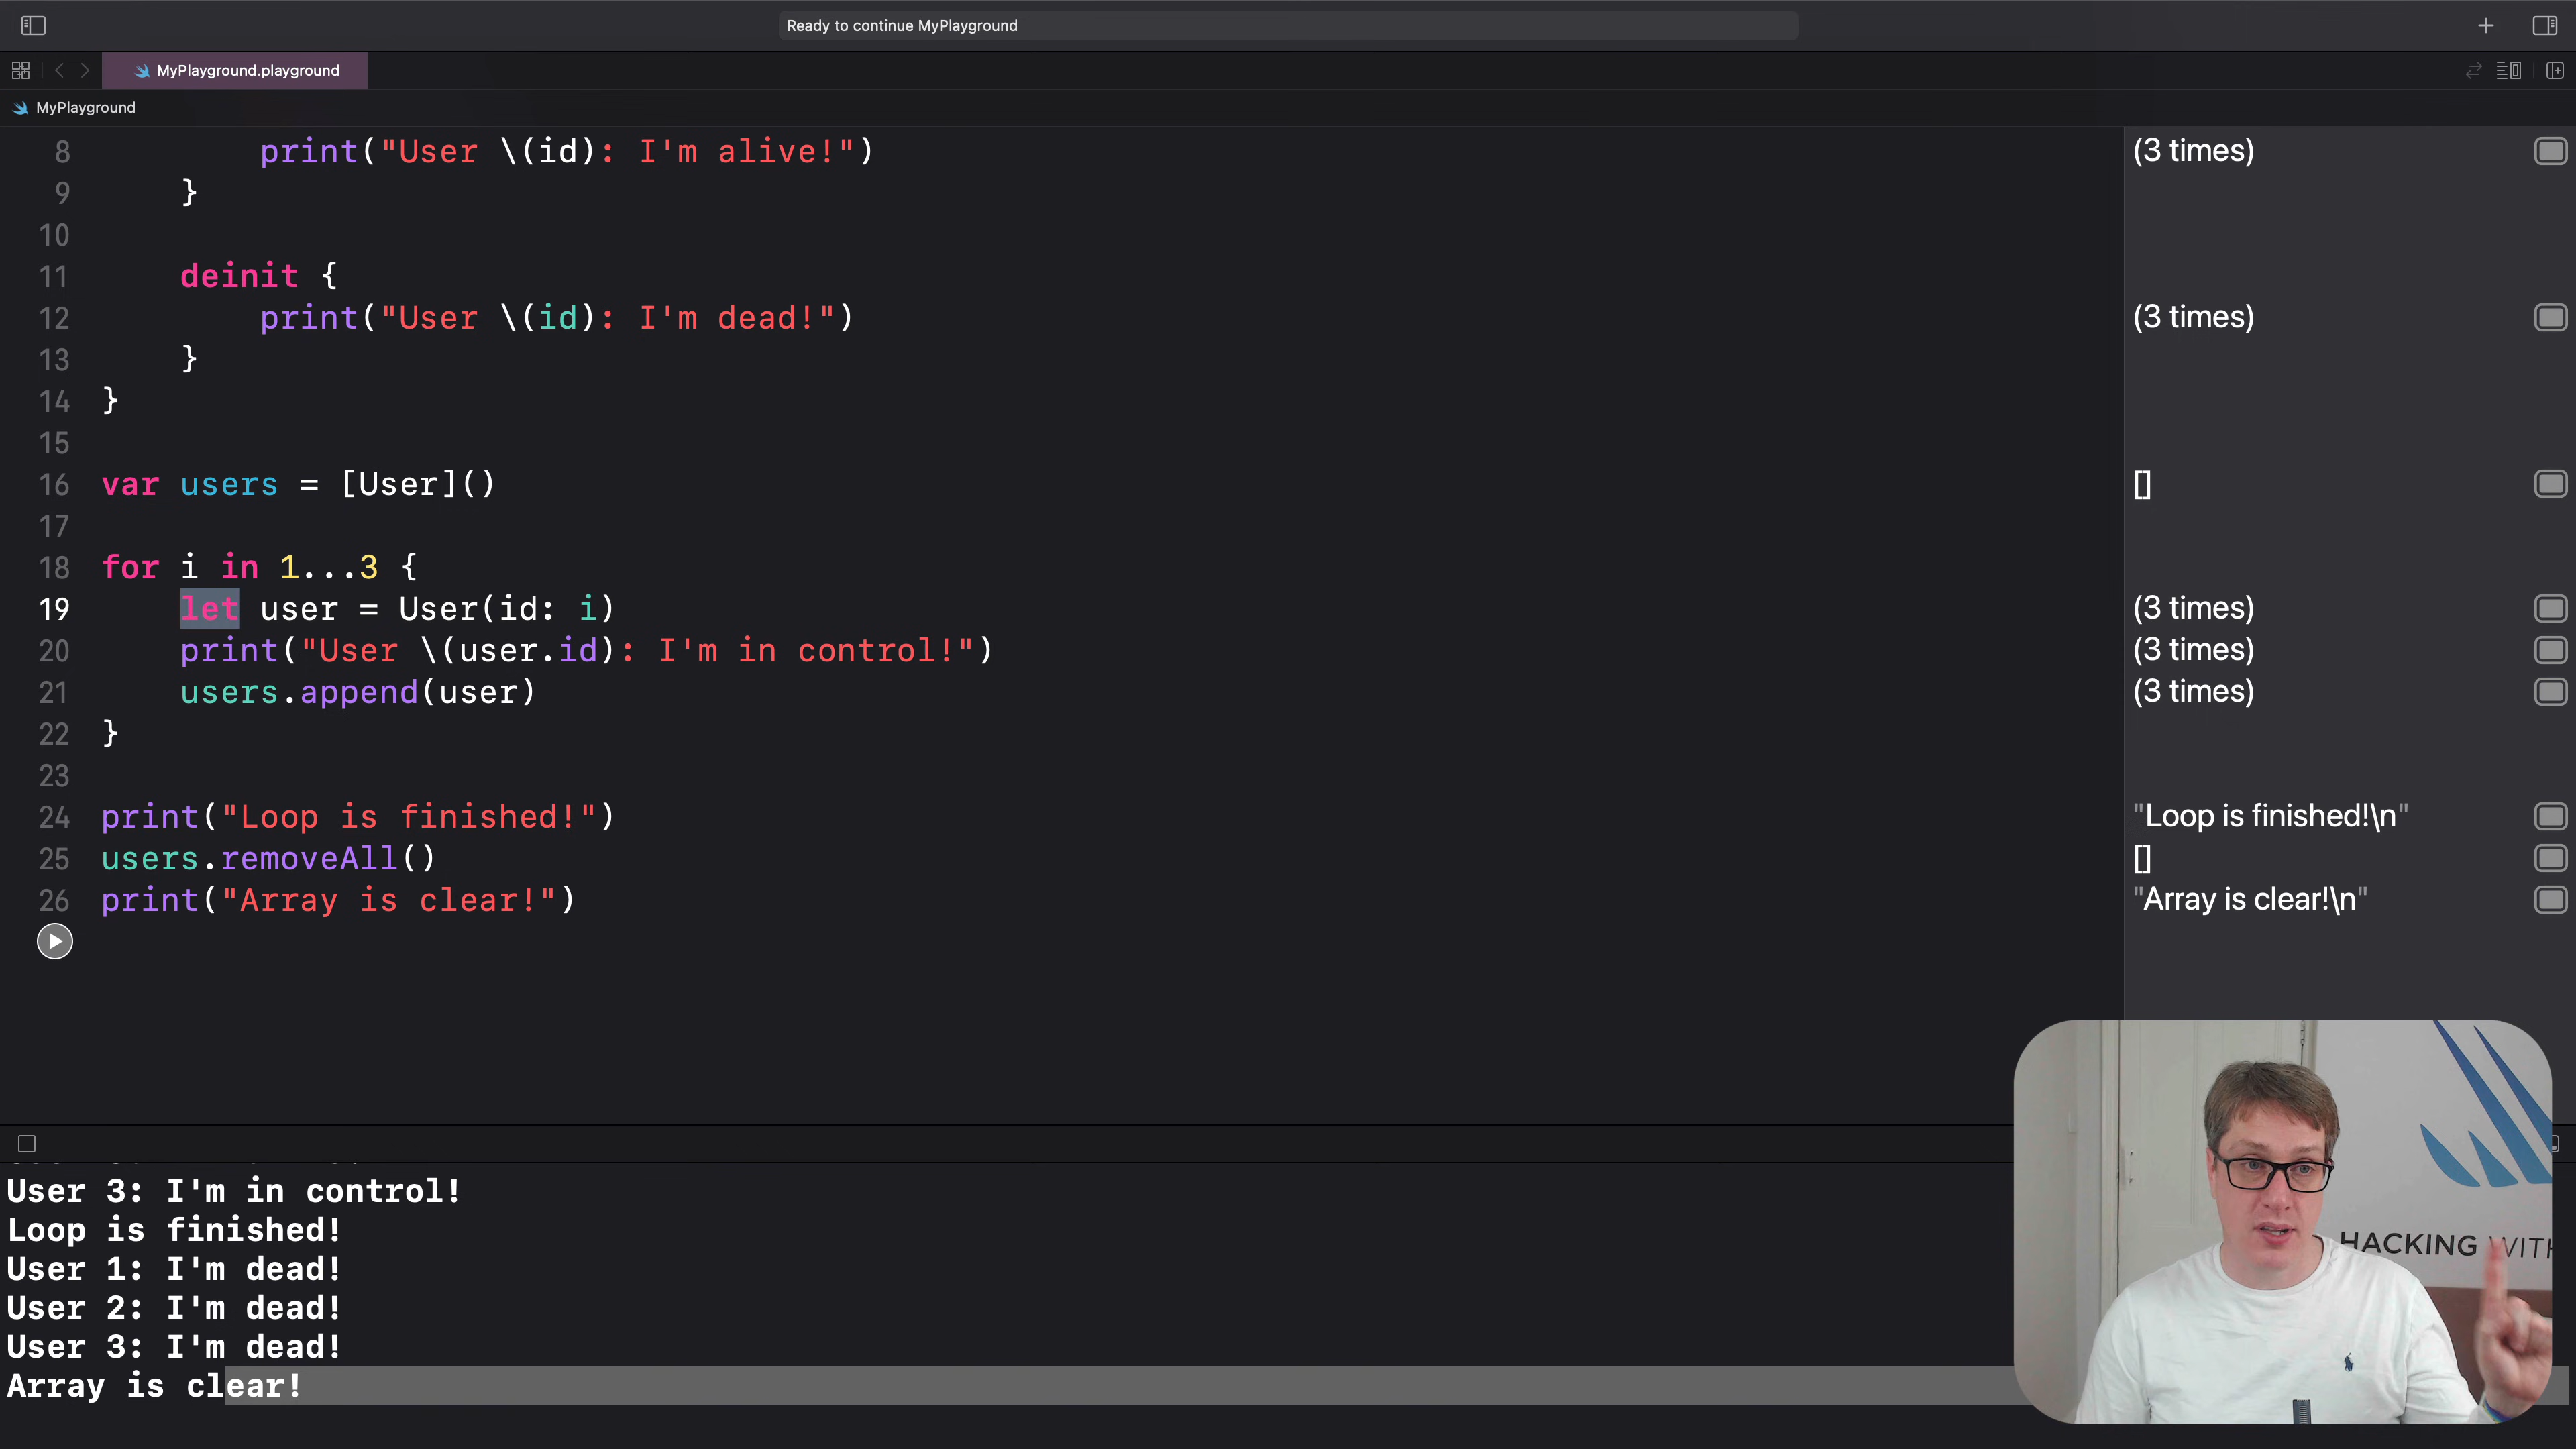 Ready to continue MyPlayground
MyPlayground.playground
MyPlayground
8 print("User \(id): I'm alive!") (3 times)
9 }
10
11 deinit {
12 print("User \(id): I'm dead!") (3 times)
13 }
14 }
15
16 var users = [User]() []
17
18 for i in 1...3 {
19 let user = User(id: i) (3 times)
20 print("User \(user.id): I'm in control!") (3 times)
21 users.append(user) (3 times)
22 }
23
24 print("Loop is finished!") "Loop is finished!\n"
25 users.removeAll() []
26 print("Array is clear!") "Array is clear!\n"
User 3: I'm in control!
Loop is finished!
User 1: I'm dead!
User 2: I'm dead!
User 3: I'm dead!
Array is clear!
HACKING WITH